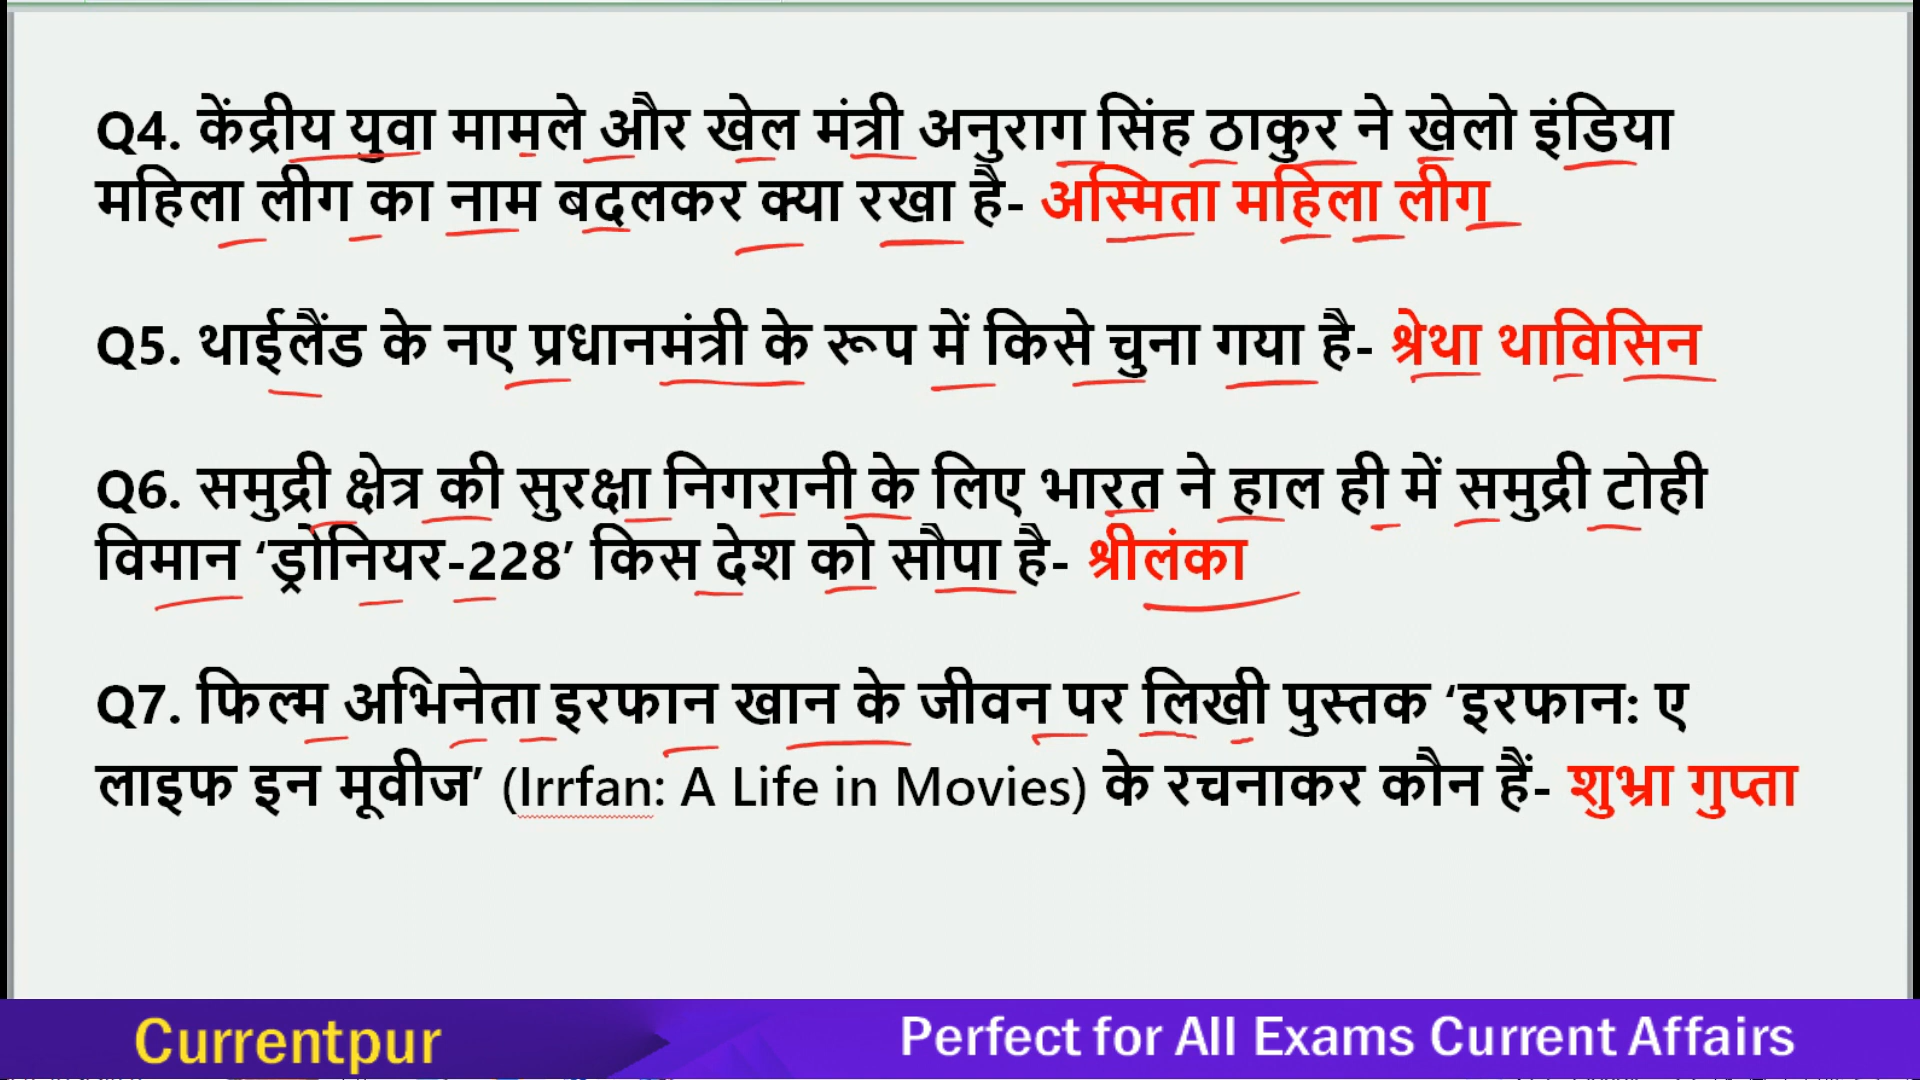 Q4. केंद्रीय युवा मामले और खेल मंत्री अनुराग सिंह ठाकुर ने खेलो इंडिया
महिला लीग का नाम बदलकर क्या रखा है- अस्मिता महिला लीग
Q5. थाईलैंड के नए प्रधानमंत्री के रूप में किसे चुना गया है- श्रेथा थाविसिन
Q6. समुद्री क्षेत्र की सुरक्षा निगरानी के लिए भारत ने हाल ही में समुद्री टोही
विमान ‘ड्रोनियर-228’ किस देश को सौपा है- श्रीलंका
Q7. फिल्म अभिनेता इरफान खान के जीवन पर लिखी पुस्तक ‘इरफान: ए
लाइफ इन मूवीज’ (Irrfan: A Life in Movies) के रचनाकर कौन हैं- शुभ्रा गुप्ता
Currentpur
Perfect for All Exams Current Affairs